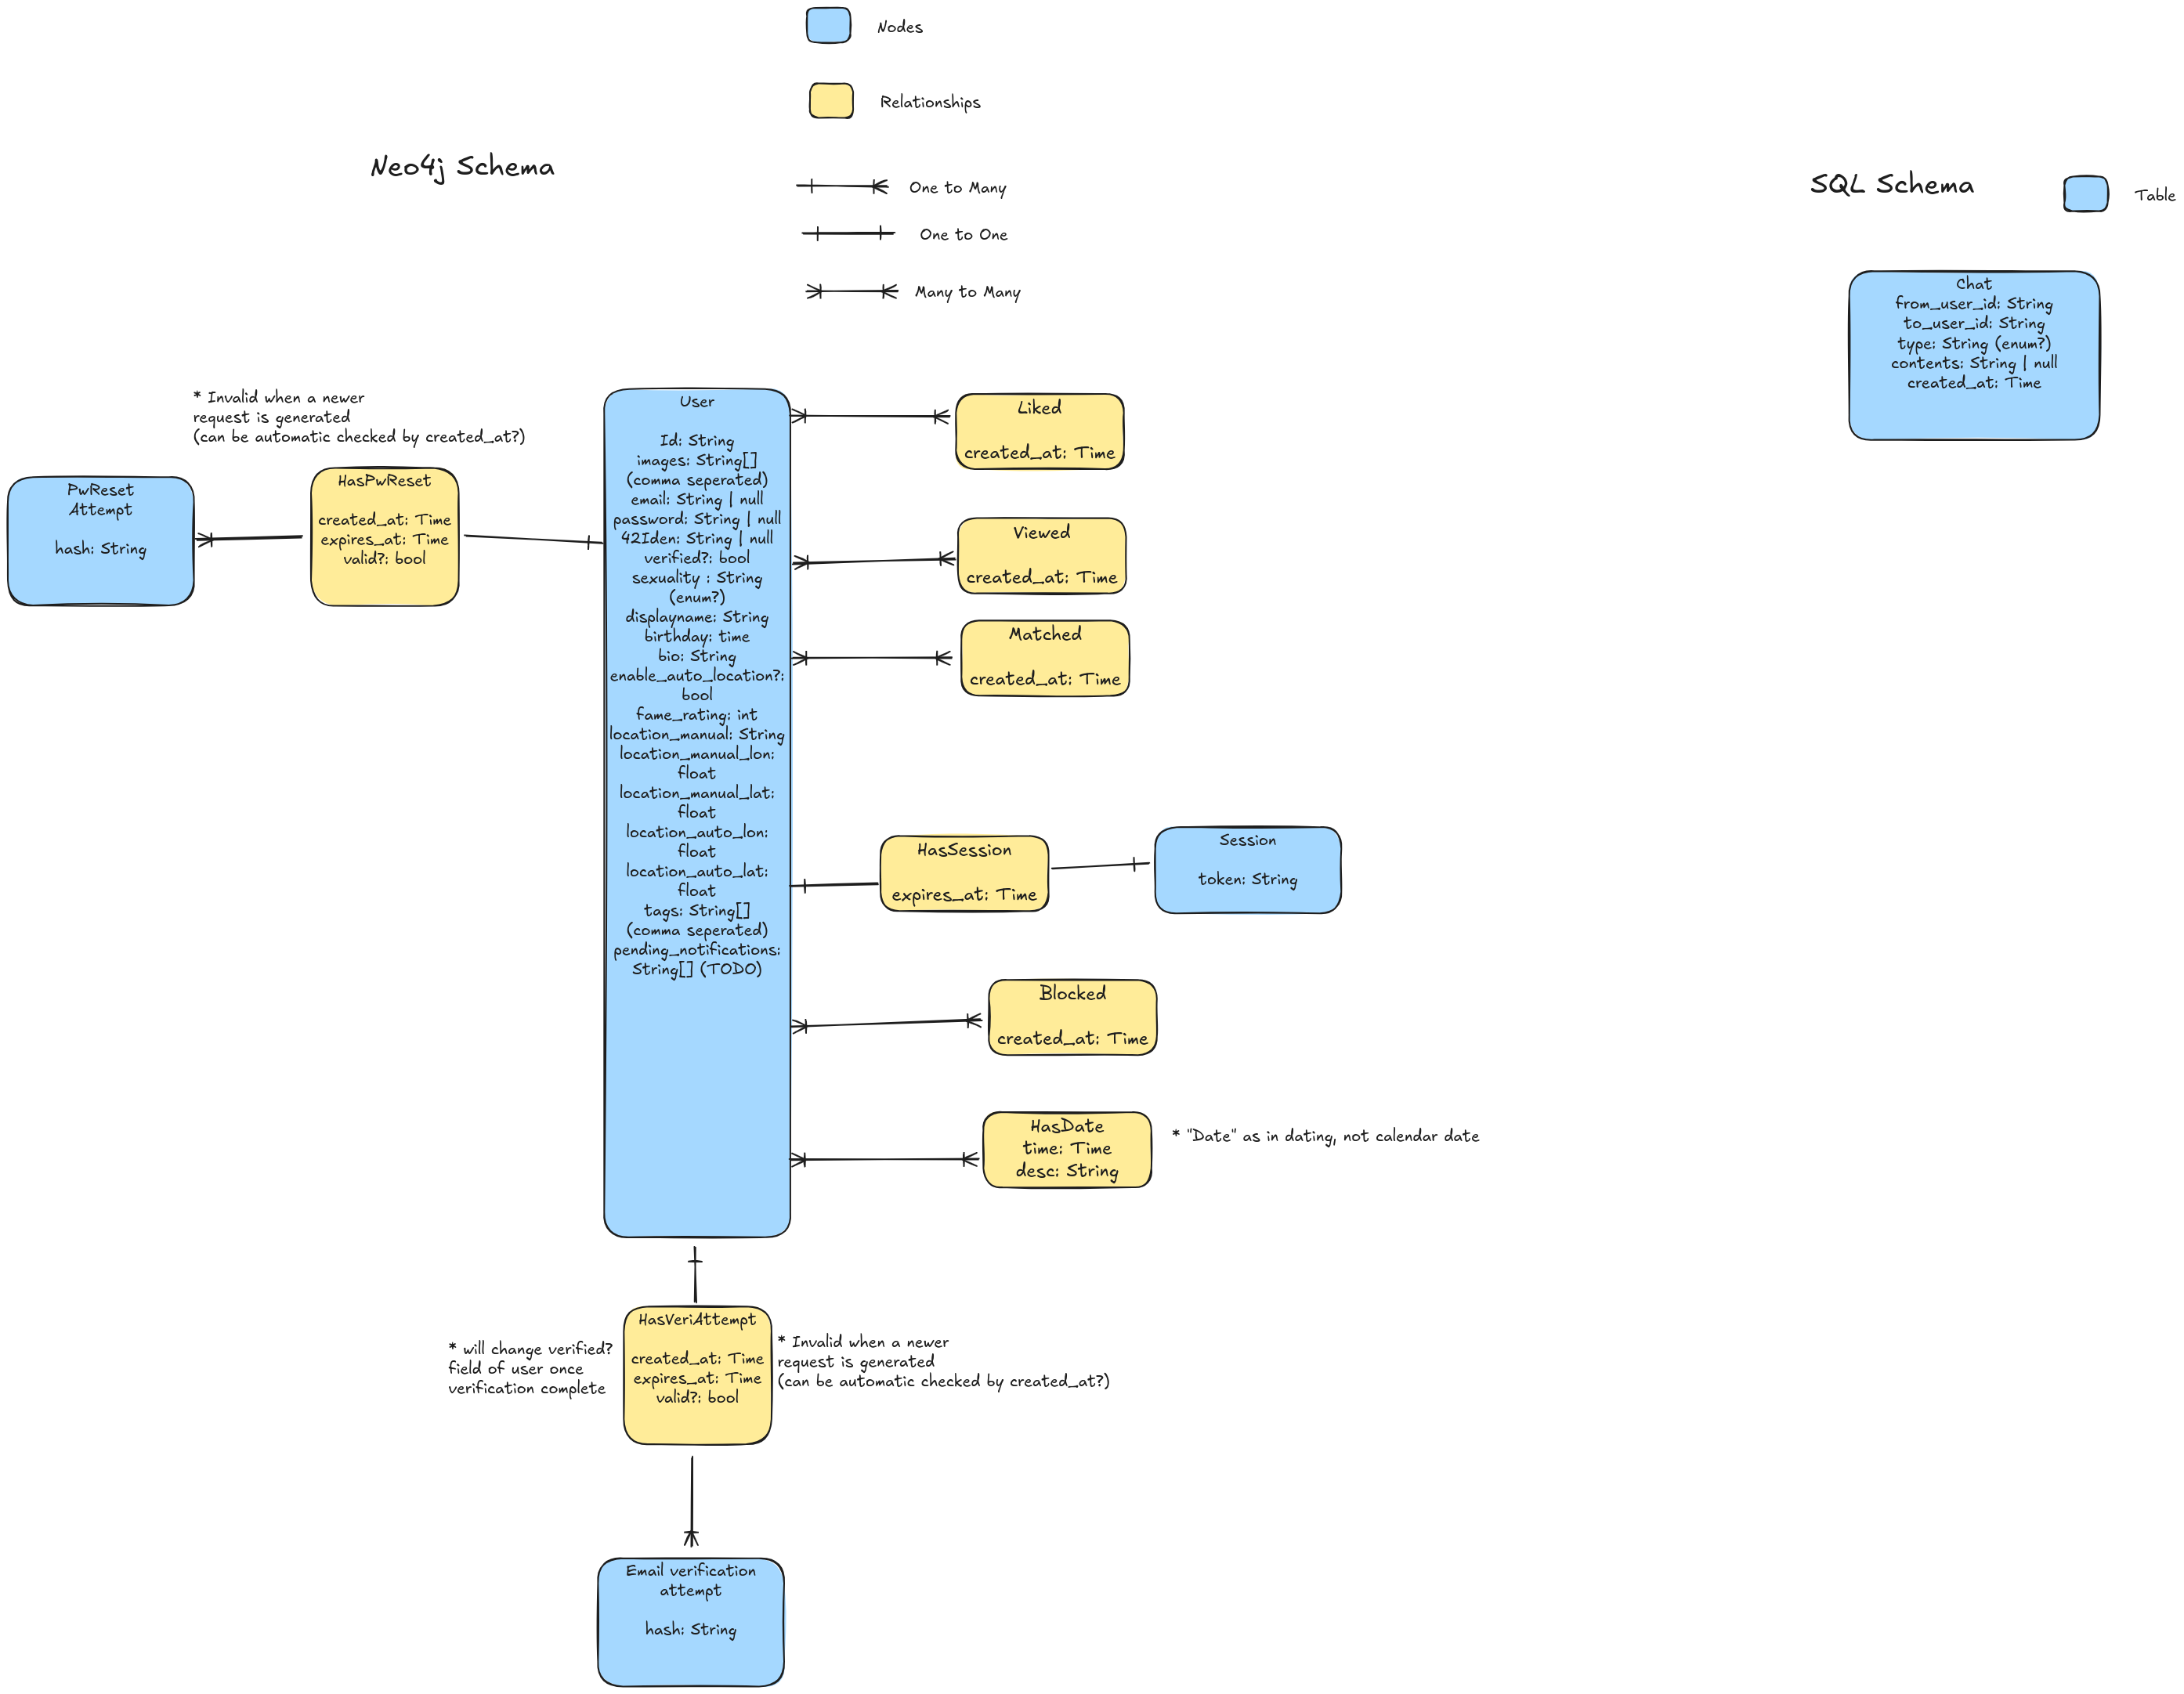 Nodes
Relationships
Neo4j Schema
One to Many
One to One
Many to Many
SQL Schema
Table
Chat
from_user_id: String
to_user_id: String
type: String (enum?)
contents: String | null
created_at: Time
* Invalid when a newer
request is generated
(can be automatic checked by created_at?)
PwReset
Attempt
hash: String
HasPwReset
created_at: Time
expires_at: Time
valid?: bool
User
Id: String
images: String[]
(comma seperated)
email: String | null
password: String | null
42Iden: String | null
verified?: bool
sexuality : String
(enum?)
displayname: String
birthday: time
bio: String
enable_auto_location?:
bool
fame_rating: int
location_manual: String
location_manual_lon:
float
location_manual_lat:
float
location_auto_lon:
float
location_auto_lat:
float
tags: String[]
(comma seperated)
pending_notifications:
String[] (TODO)
Liked
created_at: Time
Viewed
created_at: Time
Matched
created_at: Time
HasSession
expires_at: Time
Session
token: String
Blocked
created_at: Time
HasDate
time: Time
desc: String
* "Date" as in dating, not calendar date
HasVeriAttempt
created_at: Time
expires_at: Time
valid?: bool
* will change verified?
field of user once
verification complete
* Invalid when a newer
request is generated
(can be automatic checked by created_at?)
Email verification
attempt
hash: String